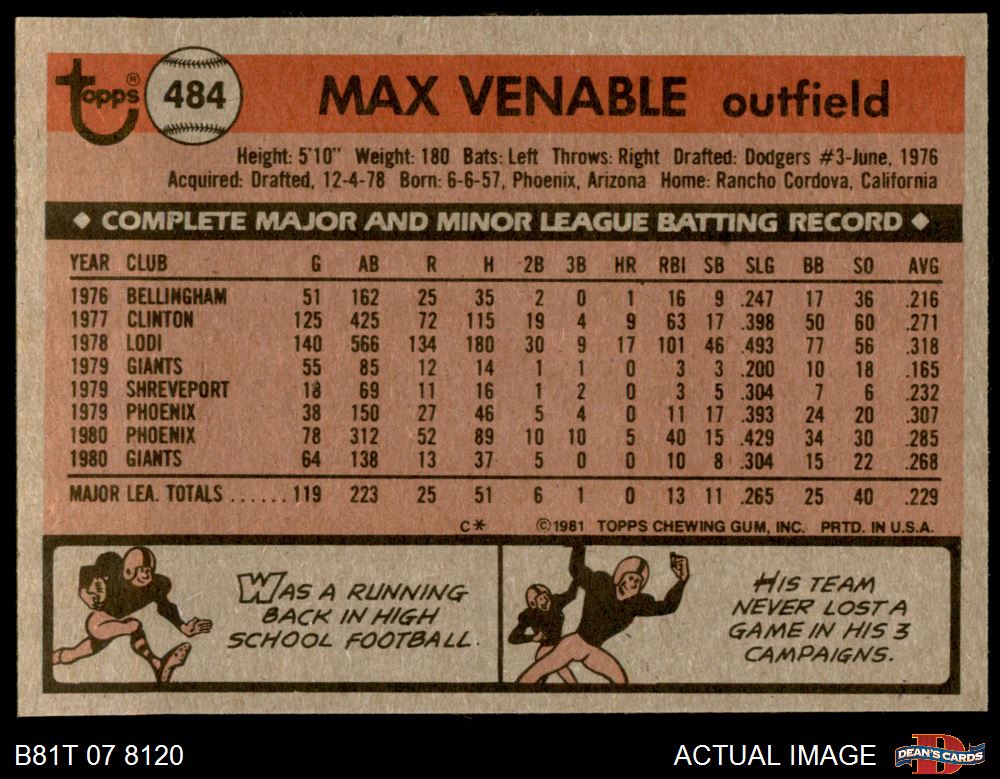 Topps® 484 MAX VENABLE outfield
Height: 5'10" Weight: 180 Bats: Left Throws: Right Drafted: Dodgers #3-June, 1976
Acquired: Drafted, 12-4-78 Born: 6-6-57, Phoenix, Arizona Home: Rancho Cordova, California
◆ COMPLETE MAJOR AND MINOR LEAGUE BATTING RECORD ◆
YEAR CLUB G AB R H 2B 3B HR RBI SB SLG BB SO AVG
1976 BELLINGHAM 51 162 25 35 2 0 1 16 9 .247 17 36 .216
1977 CLINTON 125 425 72 115 19 4 9 63 17 .398 50 60 .271
1978 LODI 140 566 134 180 30 9 17 101 46 .493 77 56 .318
1979 GIANTS 55 85 12 14 1 1 0 3 3 .200 10 18 .165
1979 SHREVEPORT 18 69 11 16 1 2 0 3 5 .304 7 6 .232
1979 PHOENIX 38 150 27 46 5 4 0 11 17 .393 24 20 .307
1980 PHOENIX 78 312 52 89 10 10 5 40 15 .429 34 30 .285
1980 GIANTS 64 138 13 37 5 0 0 10 8 .304 15 22 .268
MAJOR LEA. TOTALS ...... 119 223 25 51 6 1 0 13 11 .265 25 40 .229
C* ©1981 TOPPS CHEWING GUM, INC. PRTD. IN U.S.A.
WAS A RUNNING
BACK IN HIGH
SCHOOL FOOTBALL.
HIS TEAM
NEVER LOST A
GAME IN HIS 3
CAMPAIGNS.
B81T 07 8120 ACTUAL IMAGE DEAN'S CARDS